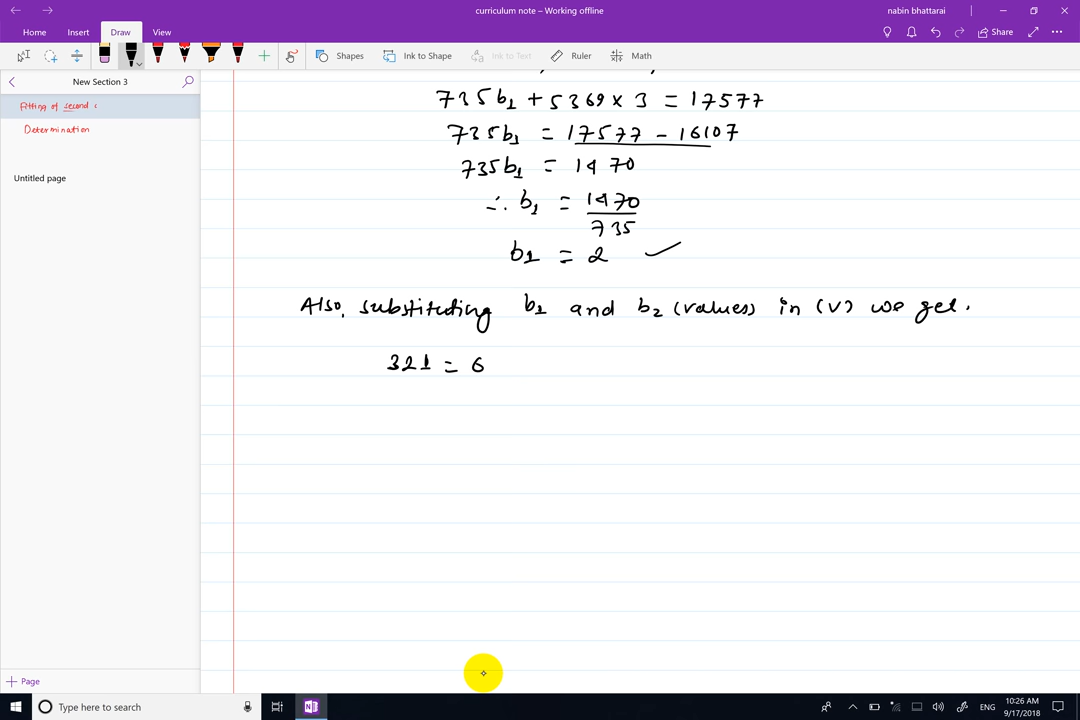 curriculum note – Working offline
nabin bhattarai
Home Insert Draw View
Share
Shapes Ink to Shape Ink to Text Ruler Math
New Section 3
Fitting of second
Determination
Untitled page
735b₁ + 5369 × 3 = 17577
735b₁ = 17577 – 16107
735b₁ = 1470
∴ b₁ = 1470
735
b₁ = 2 ✓
Also, substituting b₁ and b₂ (values) in (v) we get.
321 = 6
+ Page
Type here to search
ENG
10:26 AM
9/17/2018